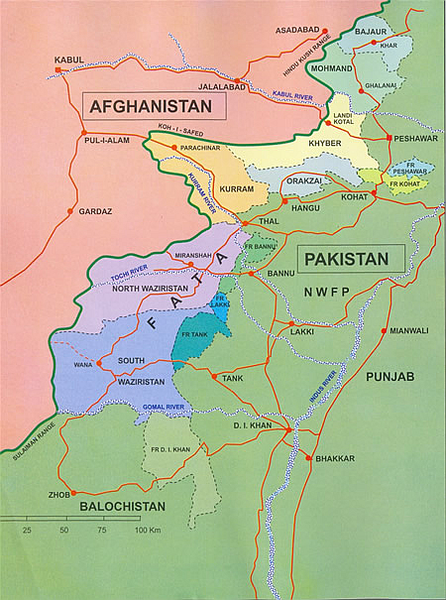 ASADABAD
BAJAUR
KHAR
HINDU KUSH RANGE
MOHMAND
KABUL
JALALABAD
GHALANAI
KABUL RIVER
AFGHANISTAN
LANDI
KOTAL
KOH - I - SAFED
PESHAWAR
PUL-I-ALAM
KHYBER
PARACHINAR
FR
PESHAWAR
ORAKZAI
FR KOHAT
KURRAM
KURRAM RIVER
KOHAT
HANGU
GARDAZ
THAL
FR BANNU
MIRANSHAH
PAKISTAN
TOCHI RIVER
BANNU
NORTH WAZIRISTAN
N W F P
FATA
FR
LAKKI
FR TANK
LAKKI
MIANWALI
WANA
SOUTH
WAZIRISTAN
TANK
INDUS RIVER
PUNJAB
GOMAL RIVER
SULAIMAN RANGE
D. I. KHAN
FR D. I. KHAN
BHAKKAR
ZHOB
BALOCHISTAN
25 50 75 100 Km